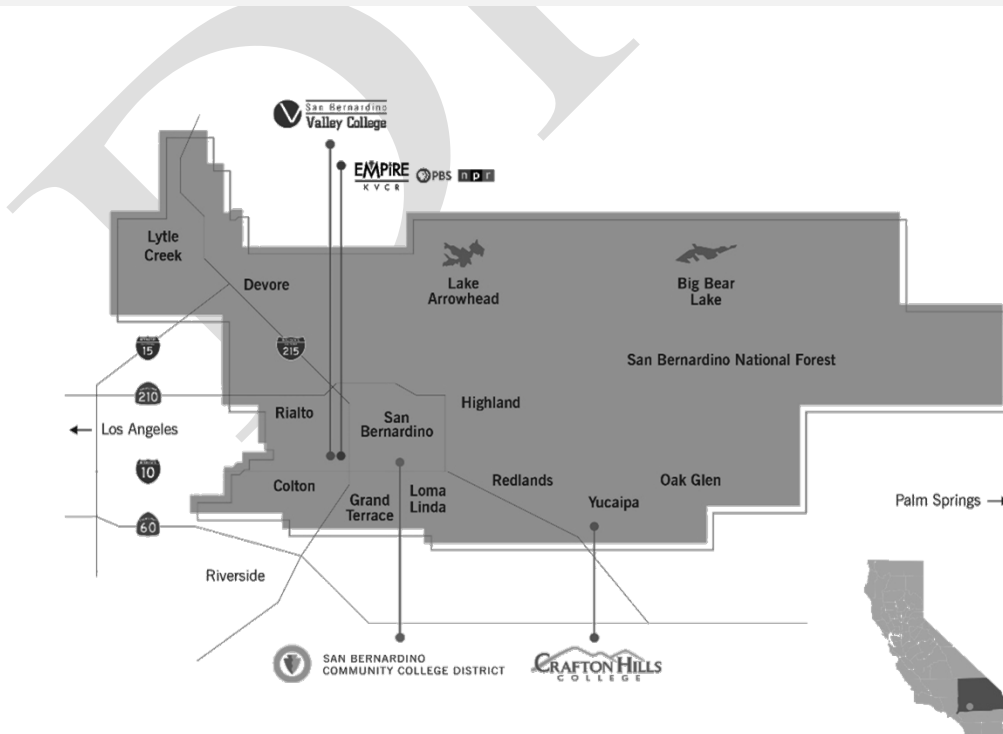 San Bernardino
Valley College
EMPIRE
KVCR
PBS
npr
Lytle
Creek
Devore
Lake
Arrowhead
Big Bear
Lake
15
215
San Bernardino National Forest
210
Rialto
San
Bernardino
Highland
Los Angeles
10
Colton
Grand
Terrace
Loma
Linda
Redlands
Oak Glen
Yucaipa
Palm Springs
60
Riverside
SAN BERNARDINO
COMMUNITY COLLEGE DISTRICT
CRAFTON HILLS
COLLEGE